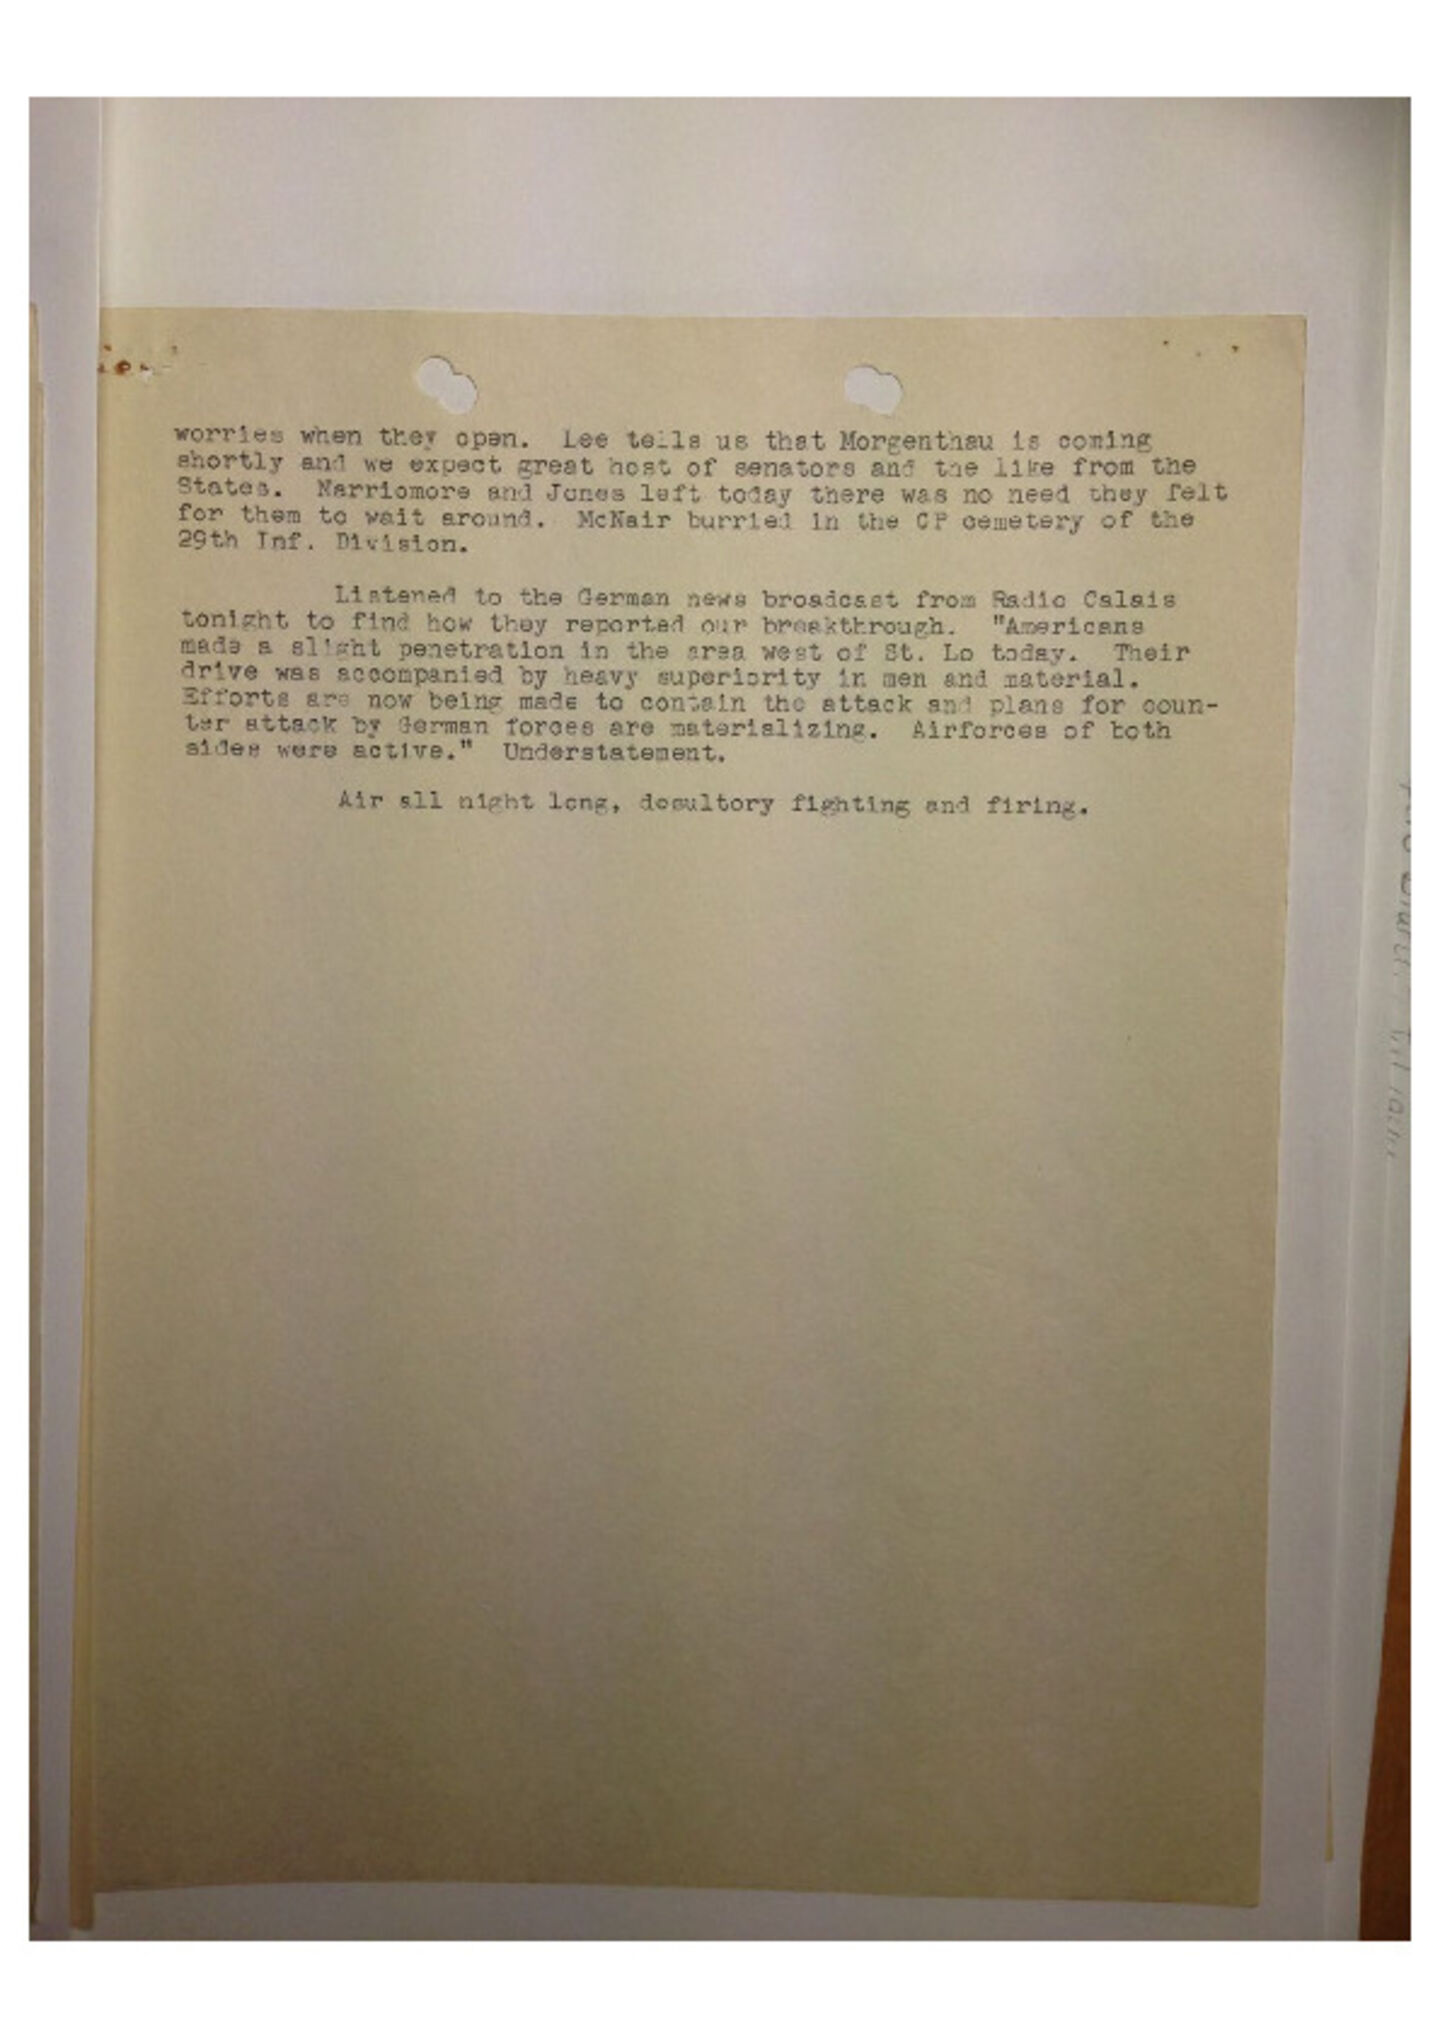 worries when they open. Lee tells us that Morgenthau is coming
shortly and we expect great host of senators and the like from the
States. Narriomore and Jones left today there was no need they felt
for them to wait around. McNair burried in the CP cemetery of the
29th Inf. Division.
Listened to the German news broadcast from Radio Calais
tonight to find how they reported our breakthrough. "Americans
made a slight penetration in the area west of St. Lo today. Their
drive was accompanied by heavy superiority in men and material.
Efforts are now being made to contain the attack and plans for coun-
ter attack by German forces are materializing. Airforces of both
sides were active." Understatement.
Air all night long, desultory fighting and firing.